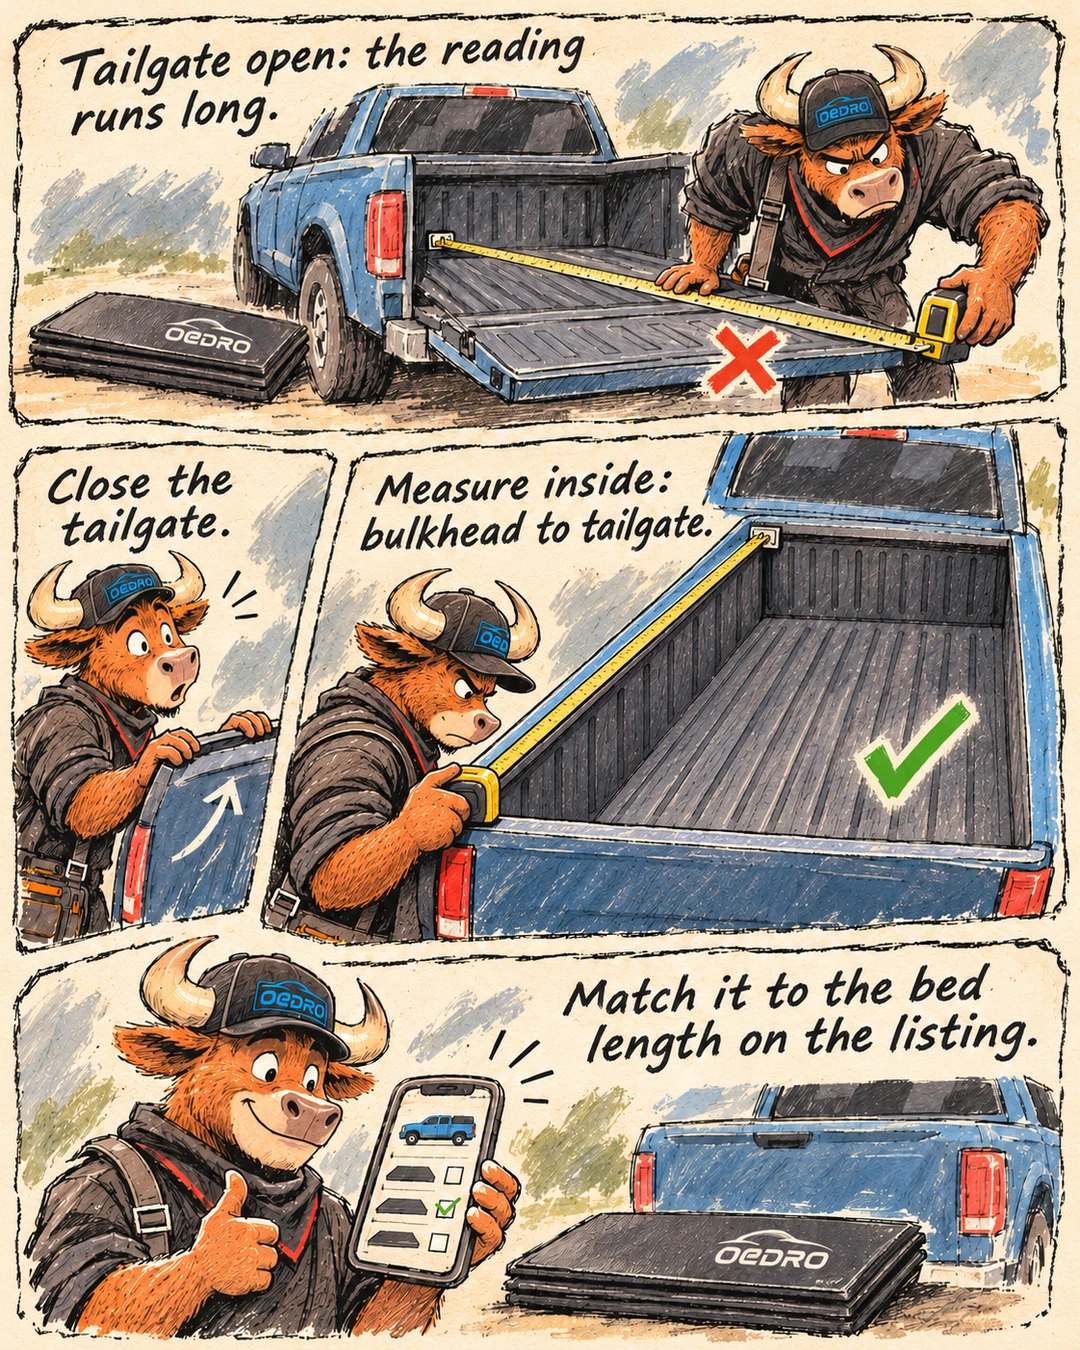 Tailgate open: the reading
runs long.
OEDRO
OEDRO
Close the
tailgate.
OEDRO
Measure inside:
bulkhead to tailgate.
OED
Match it to the bed
length on the listing.
OEDRO
OEDRO